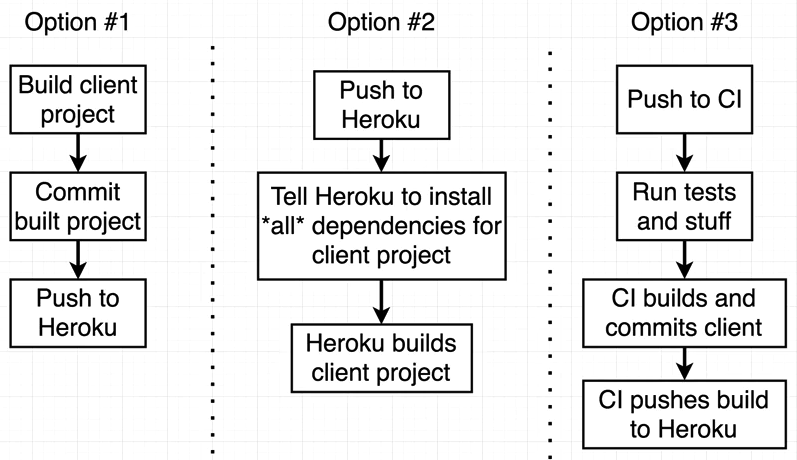 Option #1
Build client
project
Commit
built project
Push to
Heroku
Option #2
Push to
Heroku
Tell Heroku to install
*all* dependencies for
client project
Heroku builds
client project
Option #3
Push to CI
Run tests
and stuff
CI builds and
commits client
CI pushes build
to Heroku